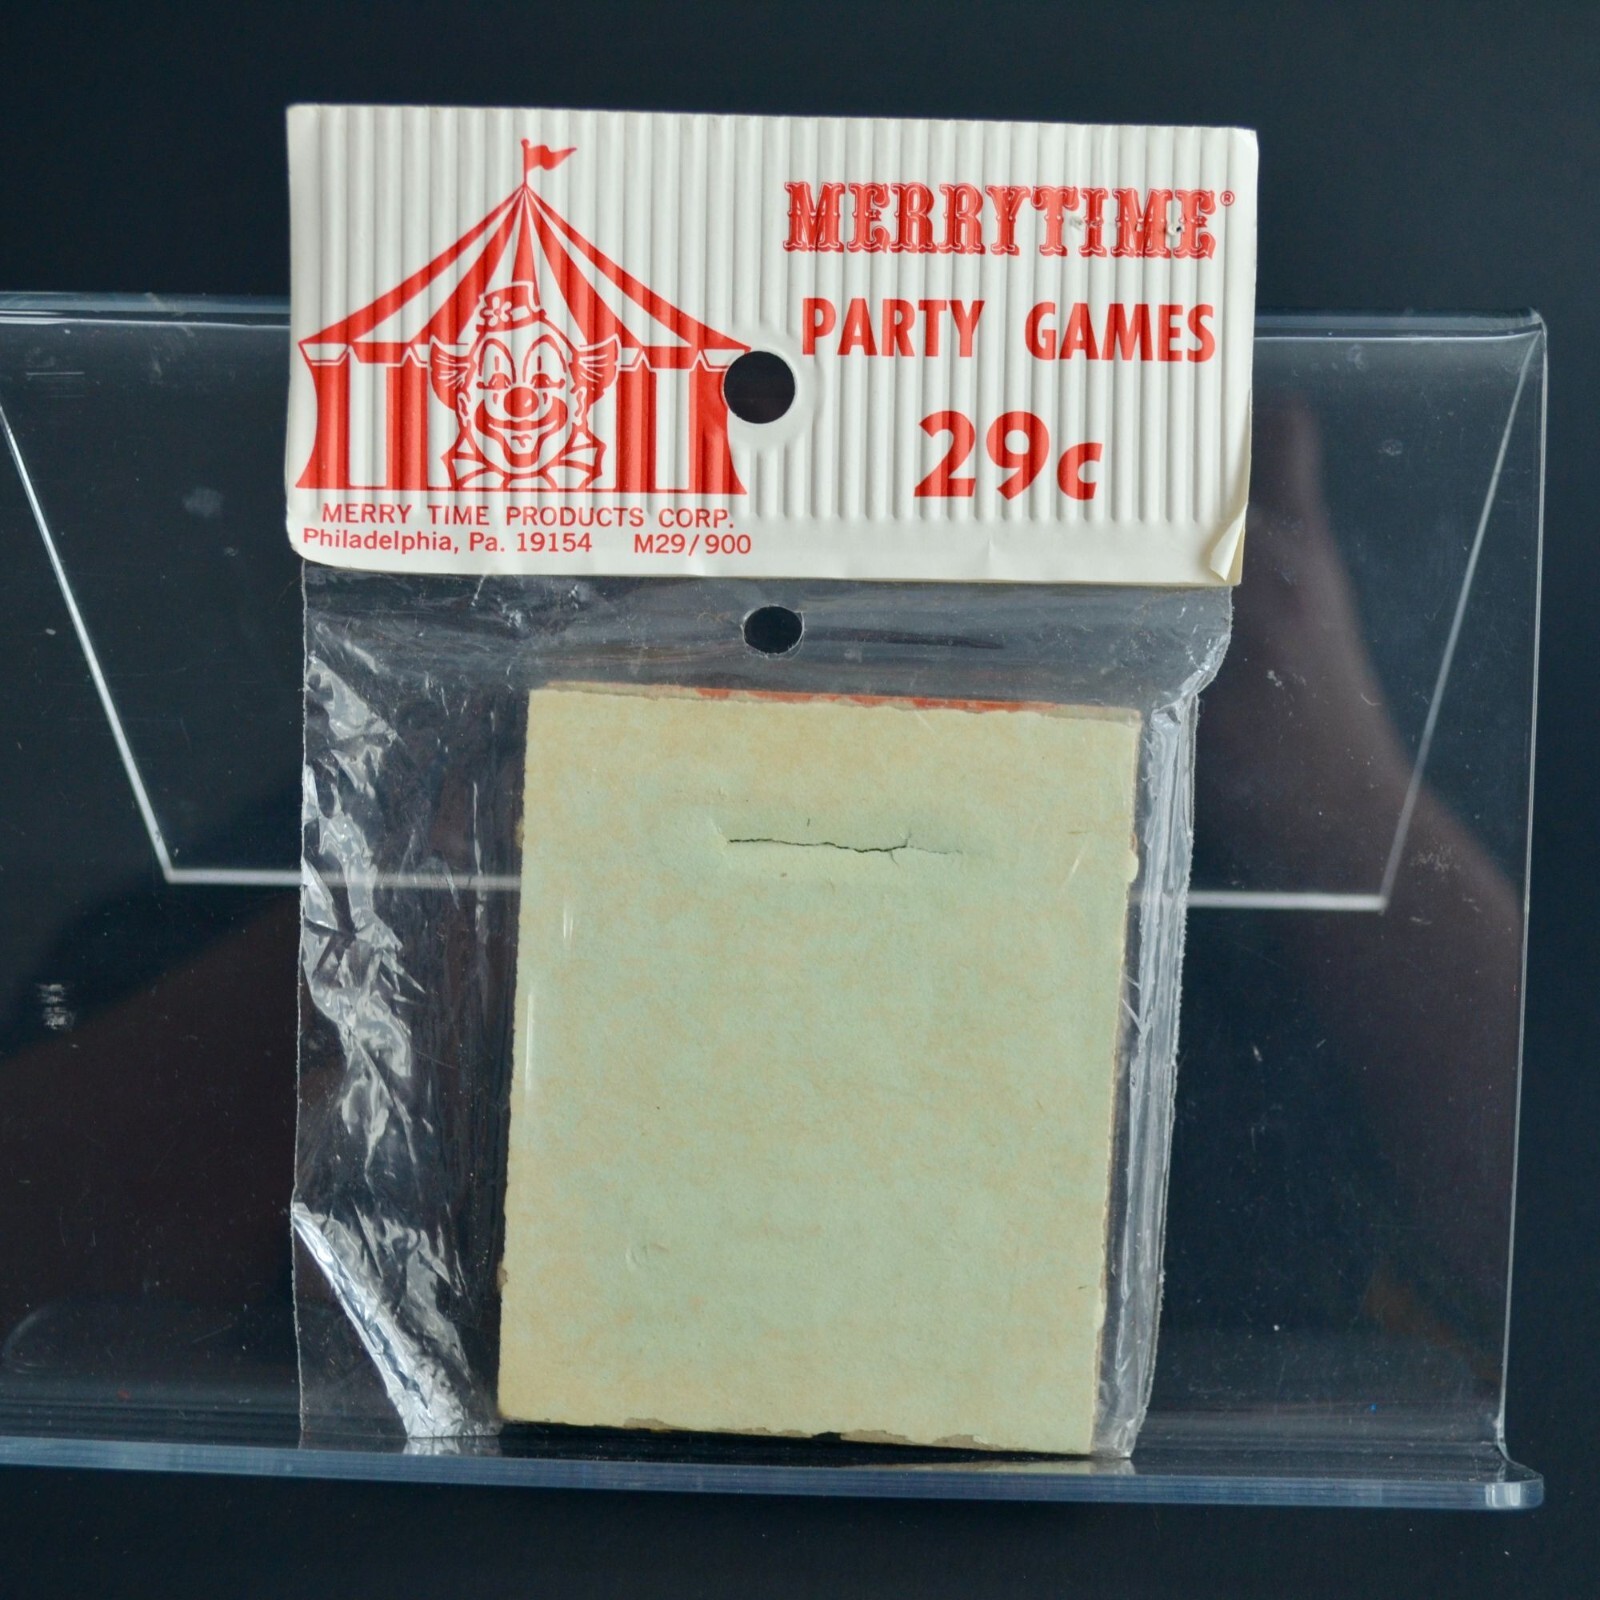 MERRYTIME®
PARTY GAMES
29c
MERRY TIME PRODUCTS CORP.
Philadelphia, Pa. 19154 M29/900